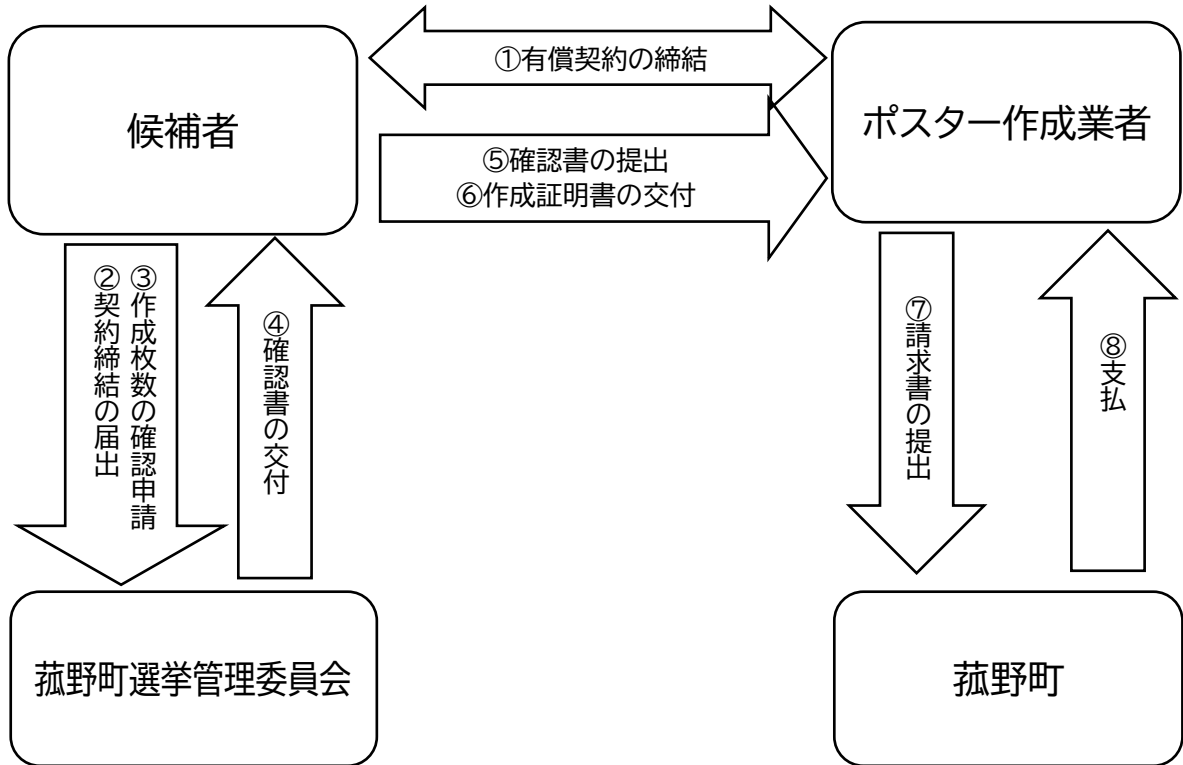 ①有償契約の締結
候補者
ポスター作成業者
⑤確認書の提出
⑥作成証明書の交付
③作成枚数の確認申請
②契約締結の届出
④確認書の交付
⑦請求書の提出
⑧支払
菰野町選挙管理委員会
菰野町